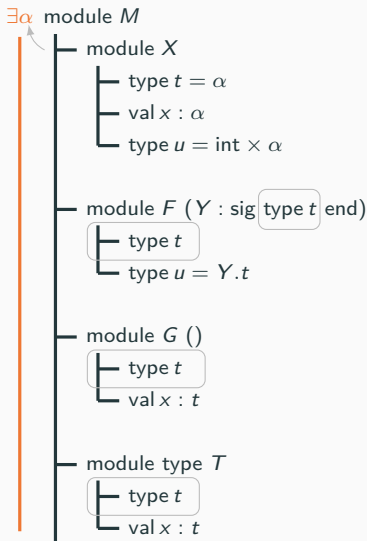 ∃α module M
module X
type t = α
val x : α
type u = int × α
module F (Y : sig type t end)
type t
type u = Y.t
module G ()
type t
val x : t
module type T
type t
val x : t